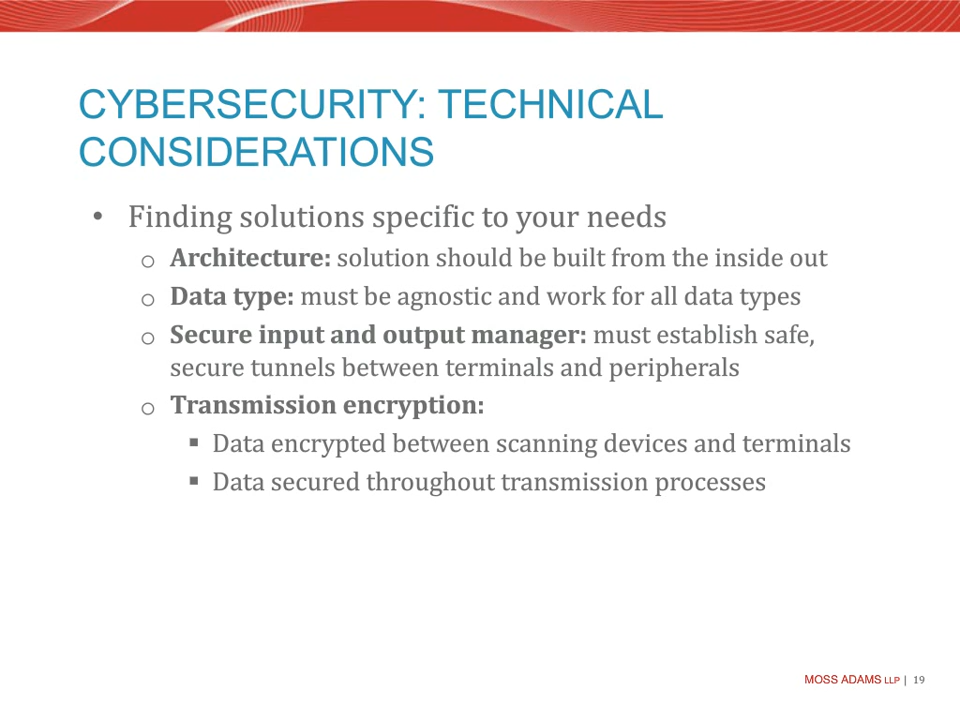 CYBERSECURITY: TECHNICAL
CONSIDERATIONS
• Finding solutions specific to your needs
o Architecture: solution should be built from the inside out
o Data type: must be agnostic and work for all data types
o Secure input and output manager: must establish safe,
secure tunnels between terminals and peripherals
o Transmission encryption:
▪ Data encrypted between scanning devices and terminals
▪ Data secured throughout transmission processes
MOSS ADAMS LLP | 19